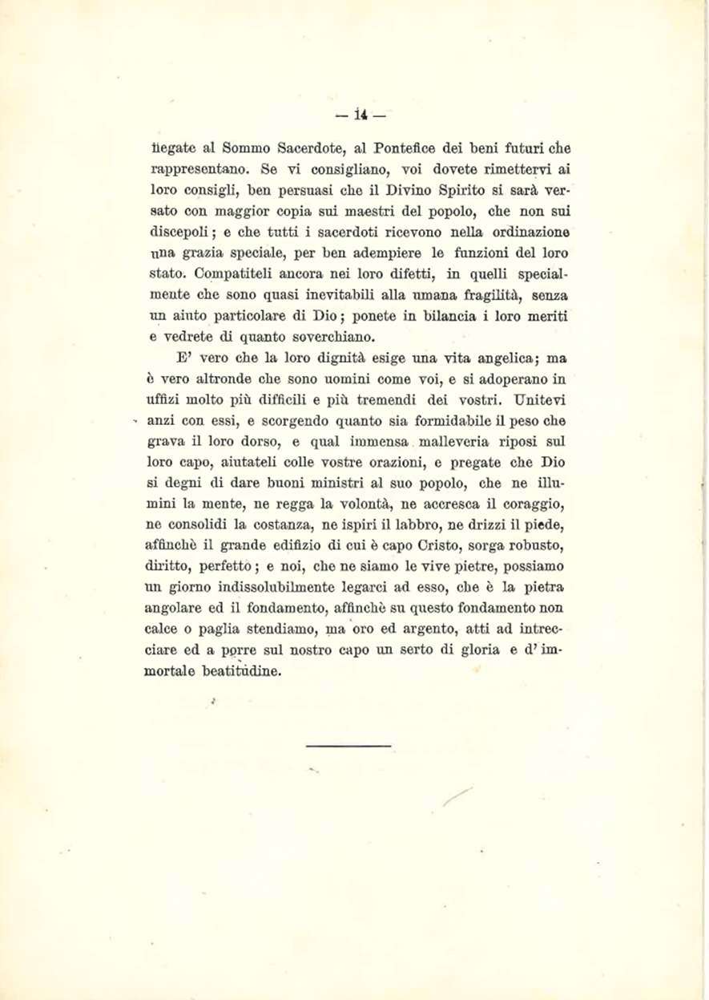 — 14 —
negate al Sommo Sacerdote, al Pontefice dei beni futuri che
rappresentano. Se vi consigliano, voi dovete rimettervi ai
loro consigli, ben persuasi che il Divino Spirito si sarà ver-
sato con maggior copia sui maestri del popolo, che non sui
discepoli; e che tutti i sacerdoti ricevono nella ordinazione
una grazia speciale, per ben adempiere le funzioni del loro
stato. Compatiteli ancora nei loro difetti, in quelli special-
mente che sono quasi inevitabili alla umana fragilità, senza
un aiuto particolare di Dio; ponete in bilancia i loro meriti
e vedrete di quanto soverchiano.
E' vero che la loro dignità esige una vita angelica; ma
è vero altronde che sono uomini come voi, e si adoperano in
uffizi molto più difficili e più tremendi dei vostri. Unitevi
anzi con essi, e scorgendo quanto sia formidabile il peso che
grava il loro dorso, e qual immensa malleveria riposi sul
loro capo, aiutateli colle vostre orazioni, e pregate che Dio
si degni di dare buoni ministri al suo popolo, che ne illu-
mini la mente, ne regga la volontà, ne accresca il coraggio,
ne consolidi la costanza, ne ispiri il labbro, ne drizzi il piede,
affinchè il grande edifizio di cui è capo Cristo, sorga robusto,
diritto, perfetto; e noi, che ne siamo le vive pietre, possiamo
un giorno indissolubilmente legarci ad esso, che è la pietra
angolare ed il fondamento, affinchè su questo fondamento non
calce o paglia stendiamo, ma oro ed argento, atti ad intrec-
ciare ed a porre sul nostro capo un serto di gloria e d' im-
mortale beatitudine.